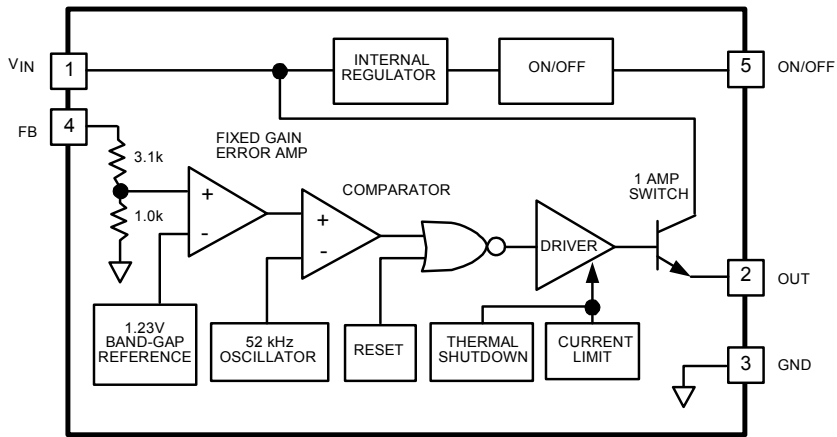 VIN
1
INTERNAL
REGULATOR
ON/OFF
5
ON/OFF
FB
4
3.1k
1.0k
FIXED GAIN
ERROR AMP
+
-
COMPARATOR
+
-
DRIVER
1 AMP
SWITCH
2
OUT
1.23V
BAND-GAP
REFERENCE
52 kHz
OSCILLATOR
RESET
THERMAL
SHUTDOWN
CURRENT
LIMIT
3
GND